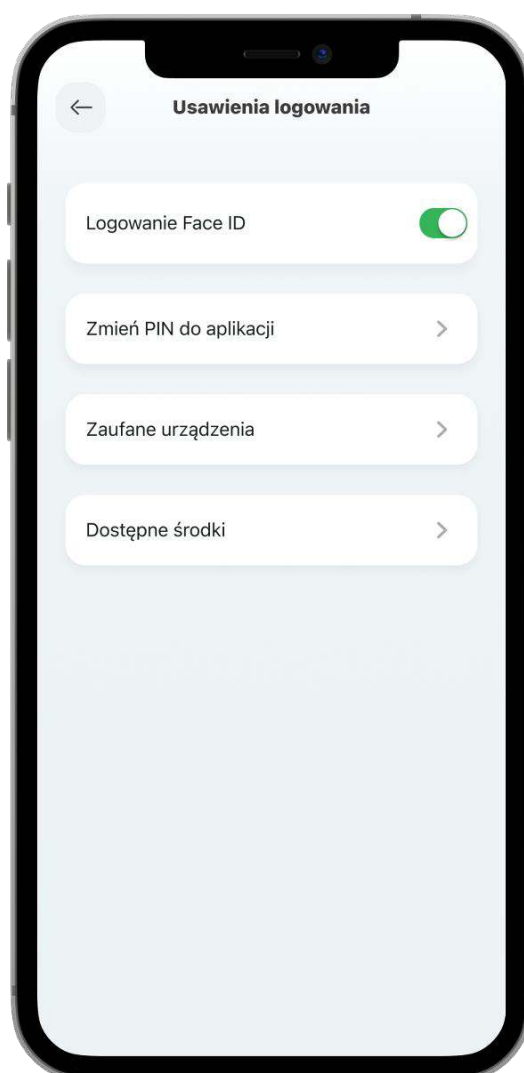 Usawienia logowania
Logowanie Face ID
Zmień PIN do aplikacji
Zaufane urządzenia
Dostępne środki